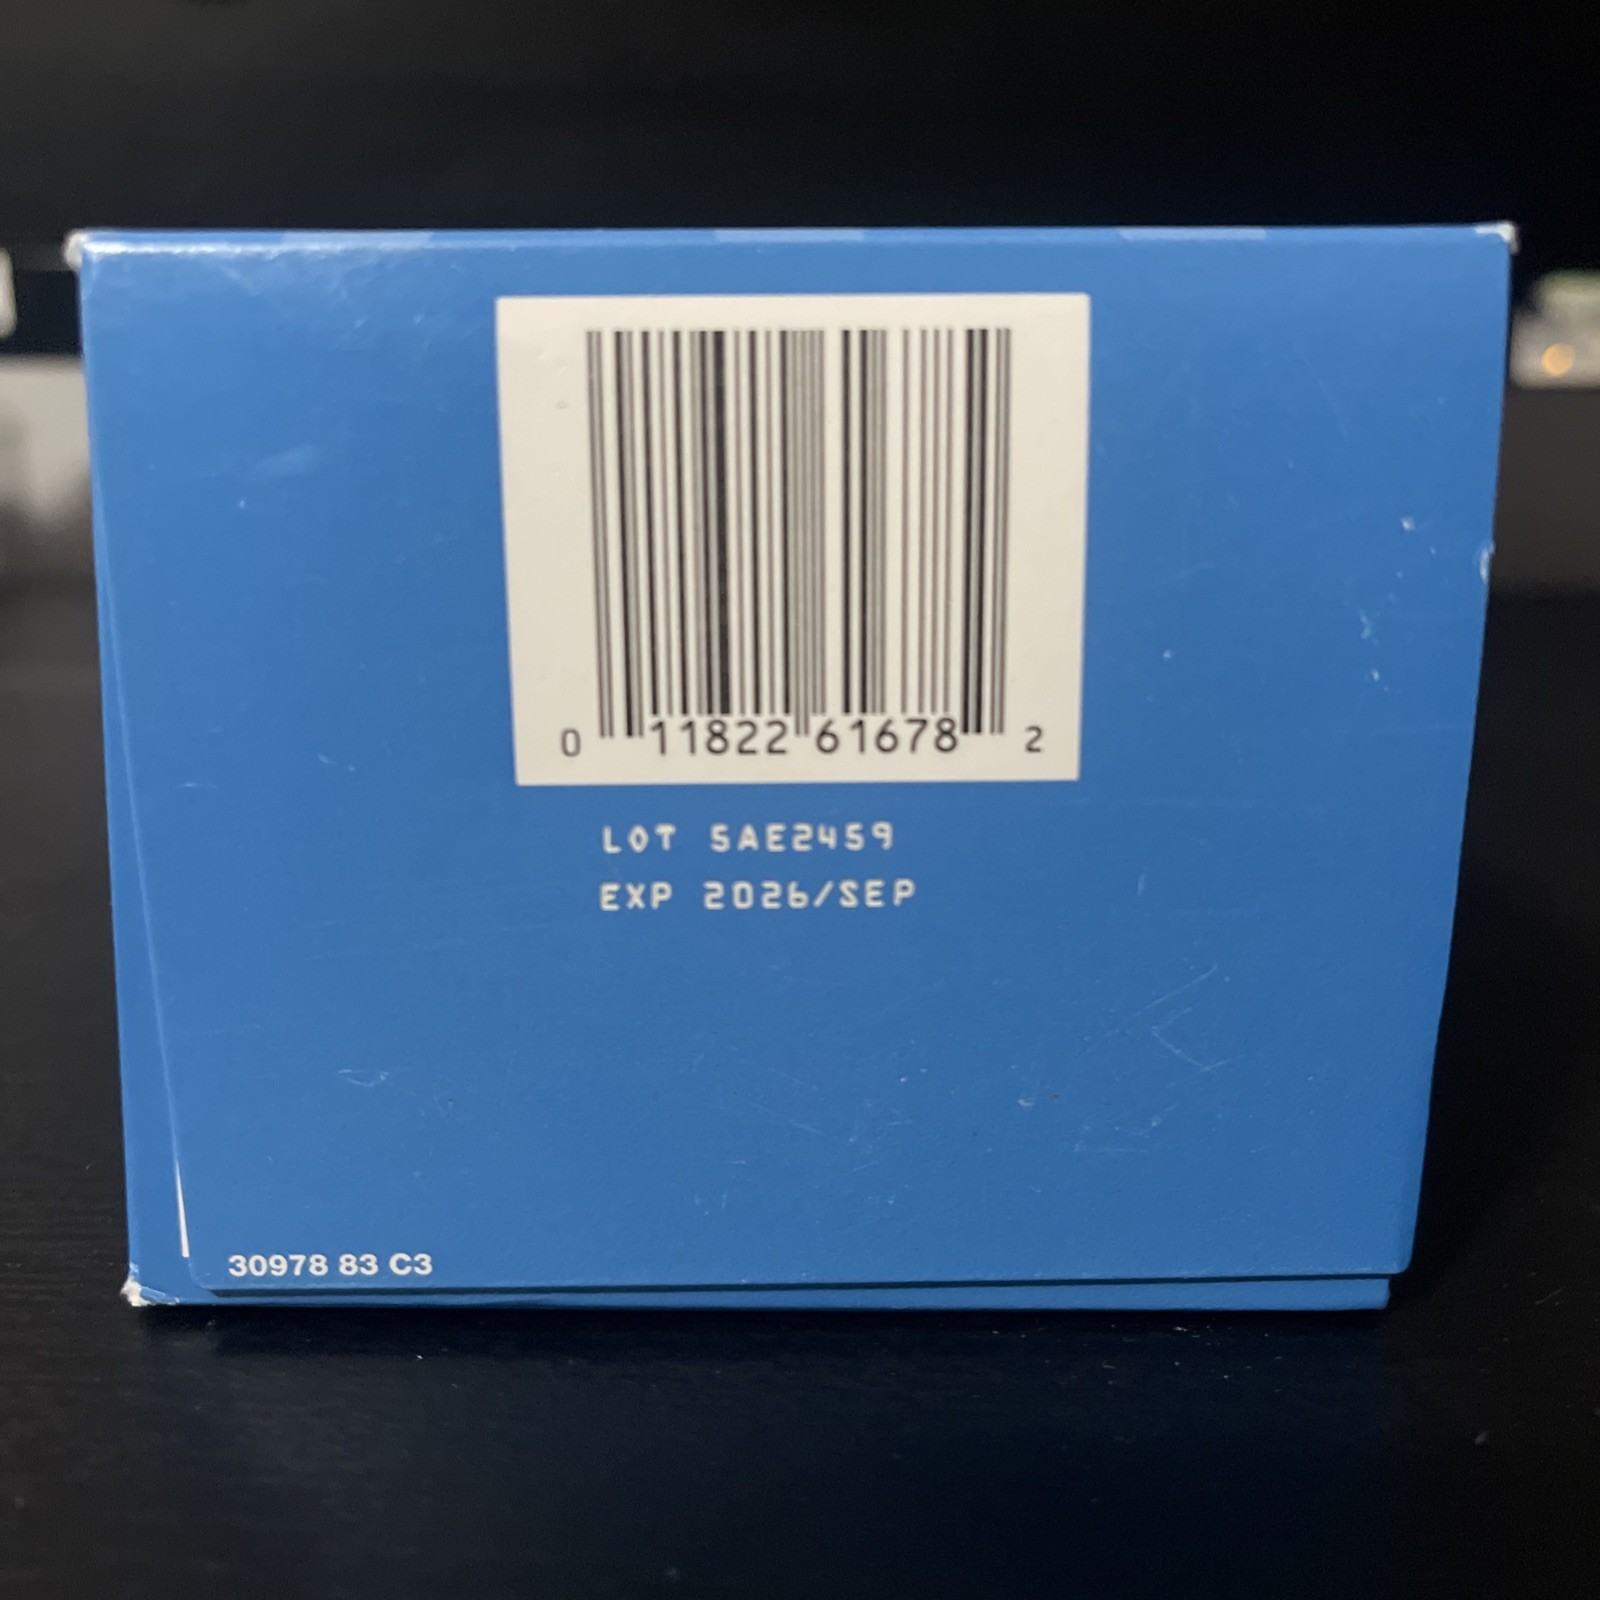 0 11822 61678 2
LOT SAE2459
EXP 2026/SEP
30978 83 C3